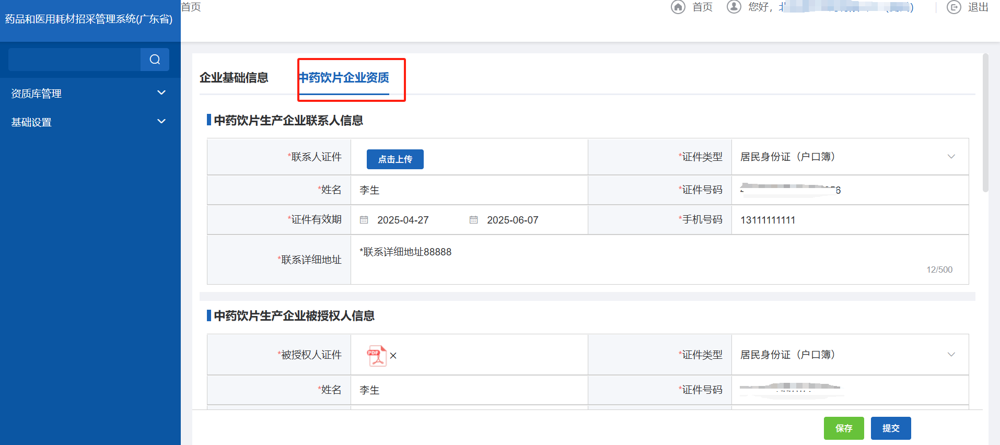 药品和医用耗材招采管理系统(广东省)
首页
首页
您好，
退出
资质库管理
基础设置
企业基础信息
中药饮片企业资质
中药饮片生产企业联系人信息
*联系人证件
点击上传
*证件类型
居民身份证（户口簿）
*姓名
李生
*证件号码
*证件有效期
2025-04-27
2025-06-07
*手机号码
13111111111
*联系详细地址
*联系详细地址88888
12/500
中药饮片生产企业被授权人信息
*被授权人证件
PDF
*证件类型
居民身份证（户口簿）
*姓名
李生
*证件号码
保存
提交